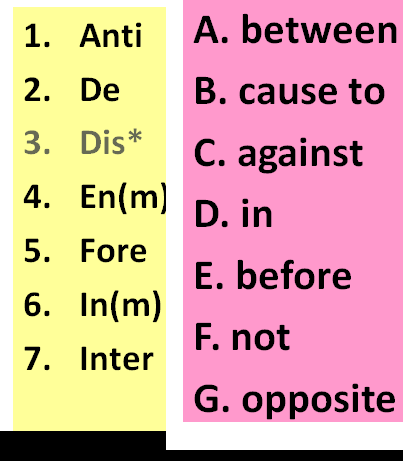 1. Anti
2. De
3. Dis*
4. En(m)
5. Fore
6. In(m)
7. Inter
A. between
B. cause to
C. against
D. in
E. before
F. not
G. opposite